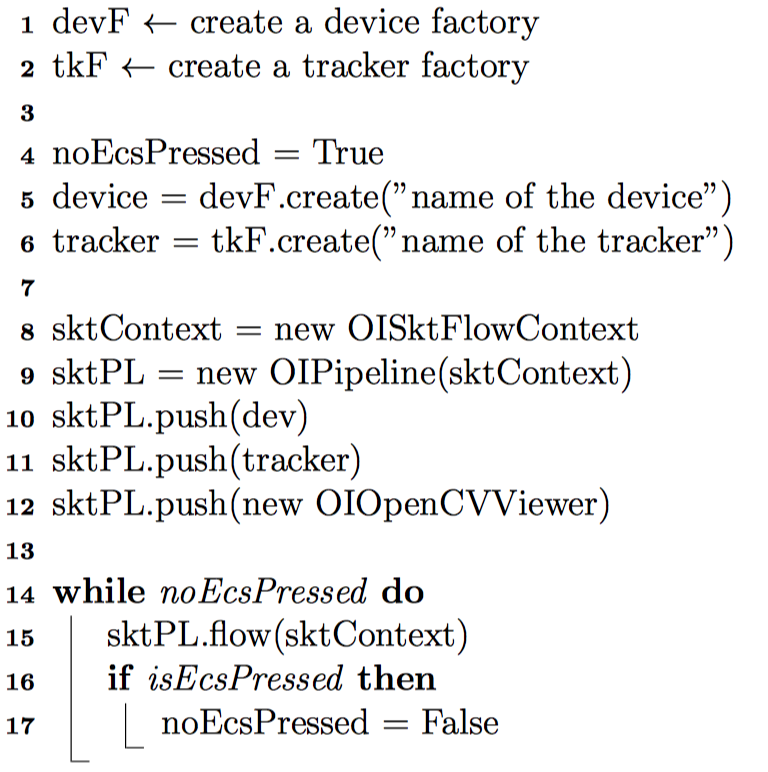 1 devF ← create a device factory
2 tkF ← create a tracker factory
3
4 noEcsPressed = True
5 device = devF.create(”name of the device”)
6 tracker = tkF.create(”name of the tracker”)
7
8 sktContext = new OISktFlowContext
9 sktPL = new OIPipeline(sktContext)
10 sktPL.push(dev)
11 sktPL.push(tracker)
12 sktPL.push(new OIOpenCVViewer)
13
14 while noEcsPressed do
15 sktPL.flow(sktContext)
16 if isEcsPressed then
17 noEcsPressed = False